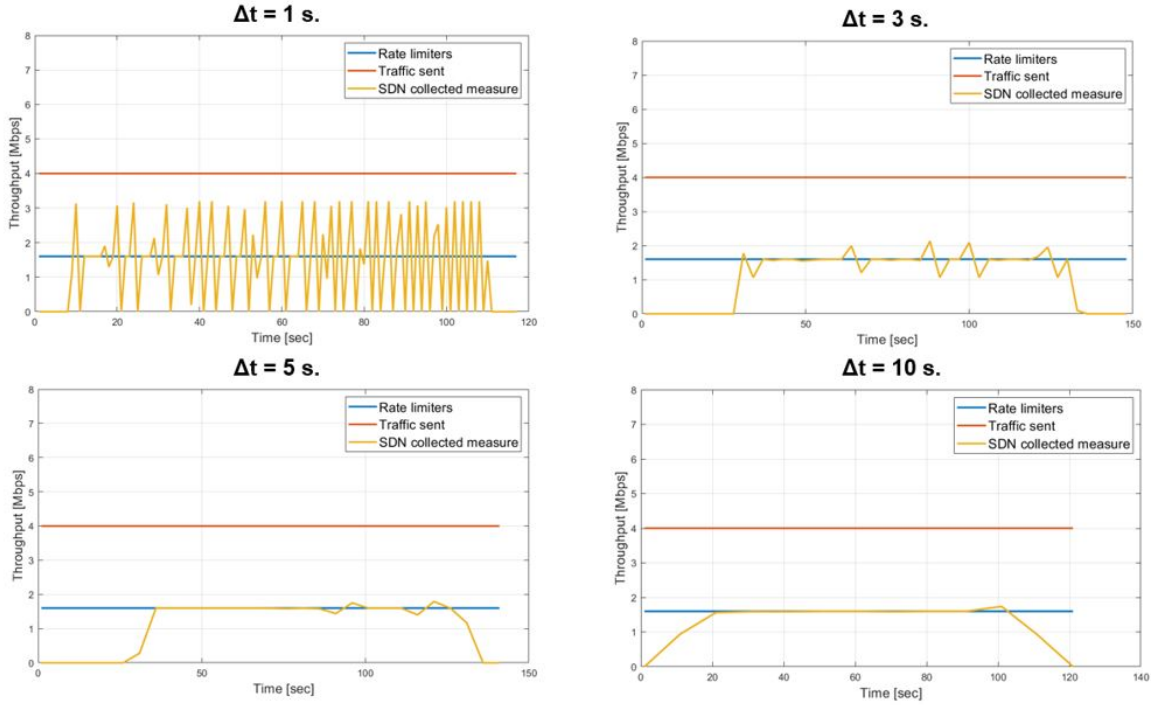 Δt = 1 s.
8
7
6
5
4
3
2
1
0
Throughput [Mbps]
0 20 40 60 80 100 120
Time [sec]
Rate limiters
Traffic sent
SDN collected measure
Δt = 3 s.
8
7
6
5
4
3
2
1
0
Throughput [Mbps]
0 50 100 150
Time [sec]
Rate limiters
Traffic sent
SDN collected measure
Δt = 5 s.
8
7
6
5
4
3
2
1
0
Throughput [Mbps]
0 50 100 150
Time [sec]
Rate limiters
Traffic sent
SDN collected measure
Δt = 10 s.
8
7
6
5
4
3
2
1
0
Throughput [Mbps]
0 20 40 60 80 100 120 140
Time [sec]
Rate limiters
Traffic sent
SDN collected measure